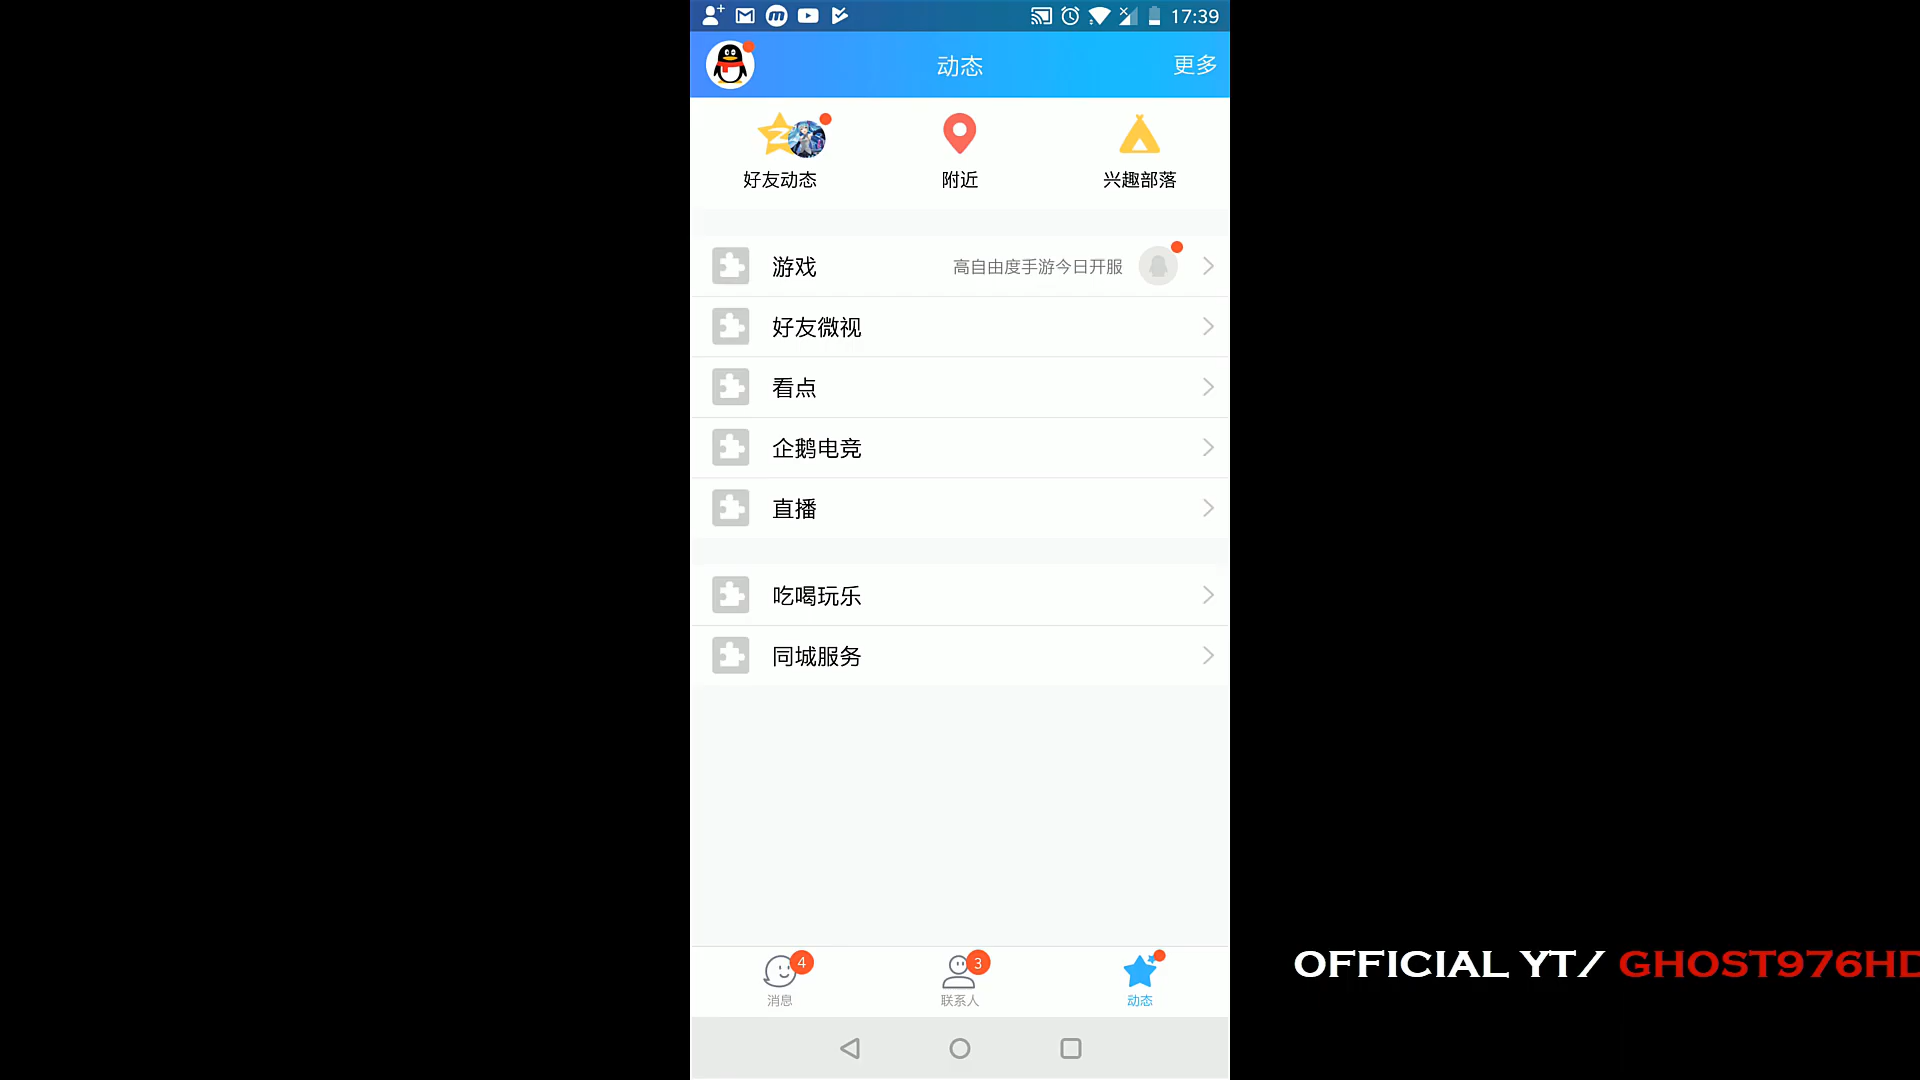 17:39
动态
更多
好友动态
附近
兴趣部落
游戏
高自由度手游今日开服
好友微视
看点
企鹅电竞
直播
吃喝玩乐
同城服务
4
3
消息
联系人
动态
OFFICIAL YT/ GHOST976HD